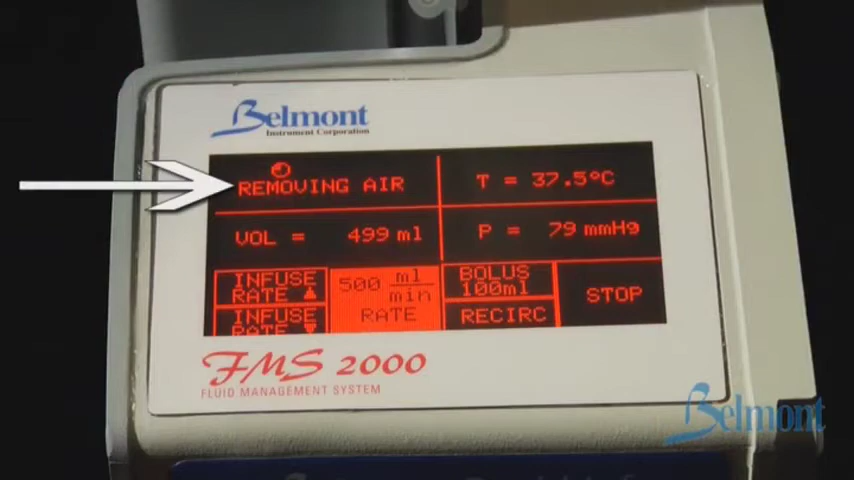 Belmont
Instrument Corporation
REMOVING AIR
T = 37.5°C
VOL = 499 ml
P = 79 mmHg
INFUSE
RATE ▲
INFUSE
RATE ▼
500 ml
min
RATE
BOLUS
100ml
RECIRC
STOP
FMS 2000
FLUID MANAGEMENT SYSTEM
Belmont